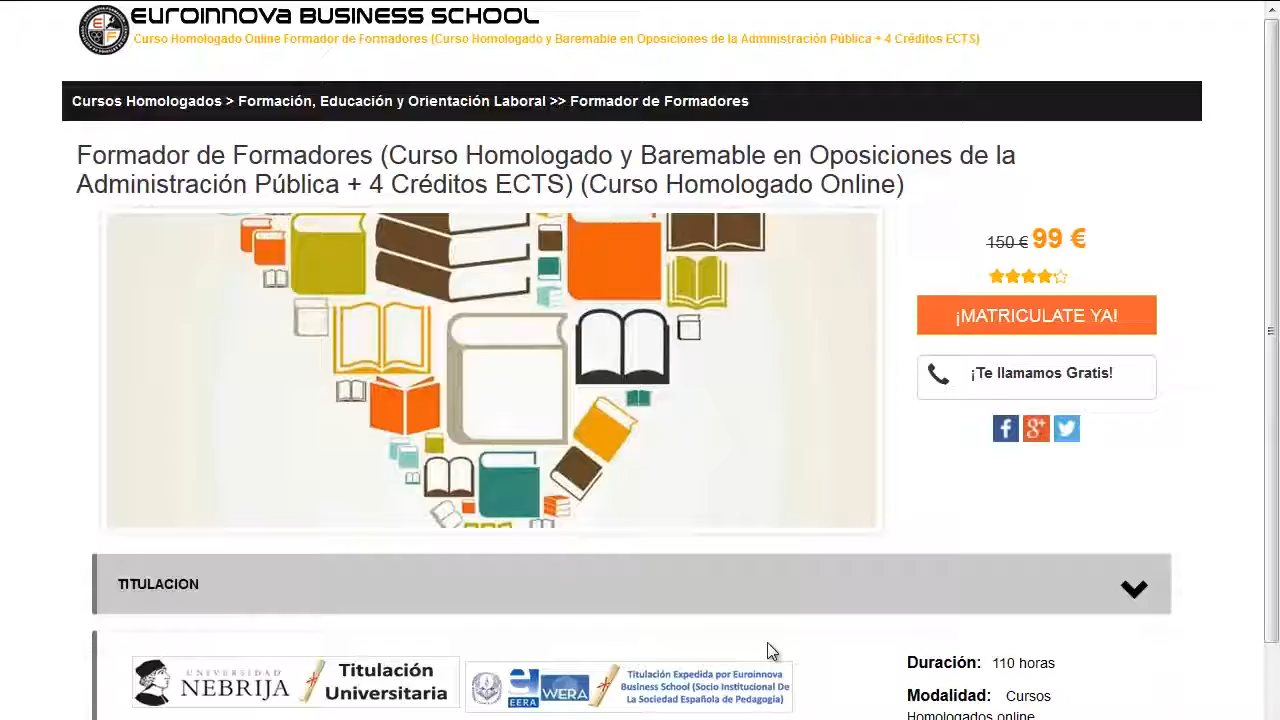 EUROINNOVA BUSINESS SCHOOL
Curso Homologado Online Formador de Formadores (Curso Homologado y Baremable en Oposiciones de la Administración Pública + 4 Créditos ECTS)
Cursos Homologados > Formación, Educación y Orientación Laboral >> Formador de Formadores
Formador de Formadores (Curso Homologado y Baremable en Oposiciones de la
Administración Pública + 4 Créditos ECTS) (Curso Homologado Online)
150 € 99 €
¡MATRICULATE YA!
¡Te llamamos Gratis!
TITULACION
UNIVERSIDAD
NEBRIJA
Titulación
Universitaria
EERA
WERA
Titulación Expedida por Euroinnova
Business School (Socio Institucional De
La Sociedad Española de Pedagogía)
Duración: 110 horas
Modalidad: Cursos
Homologados online